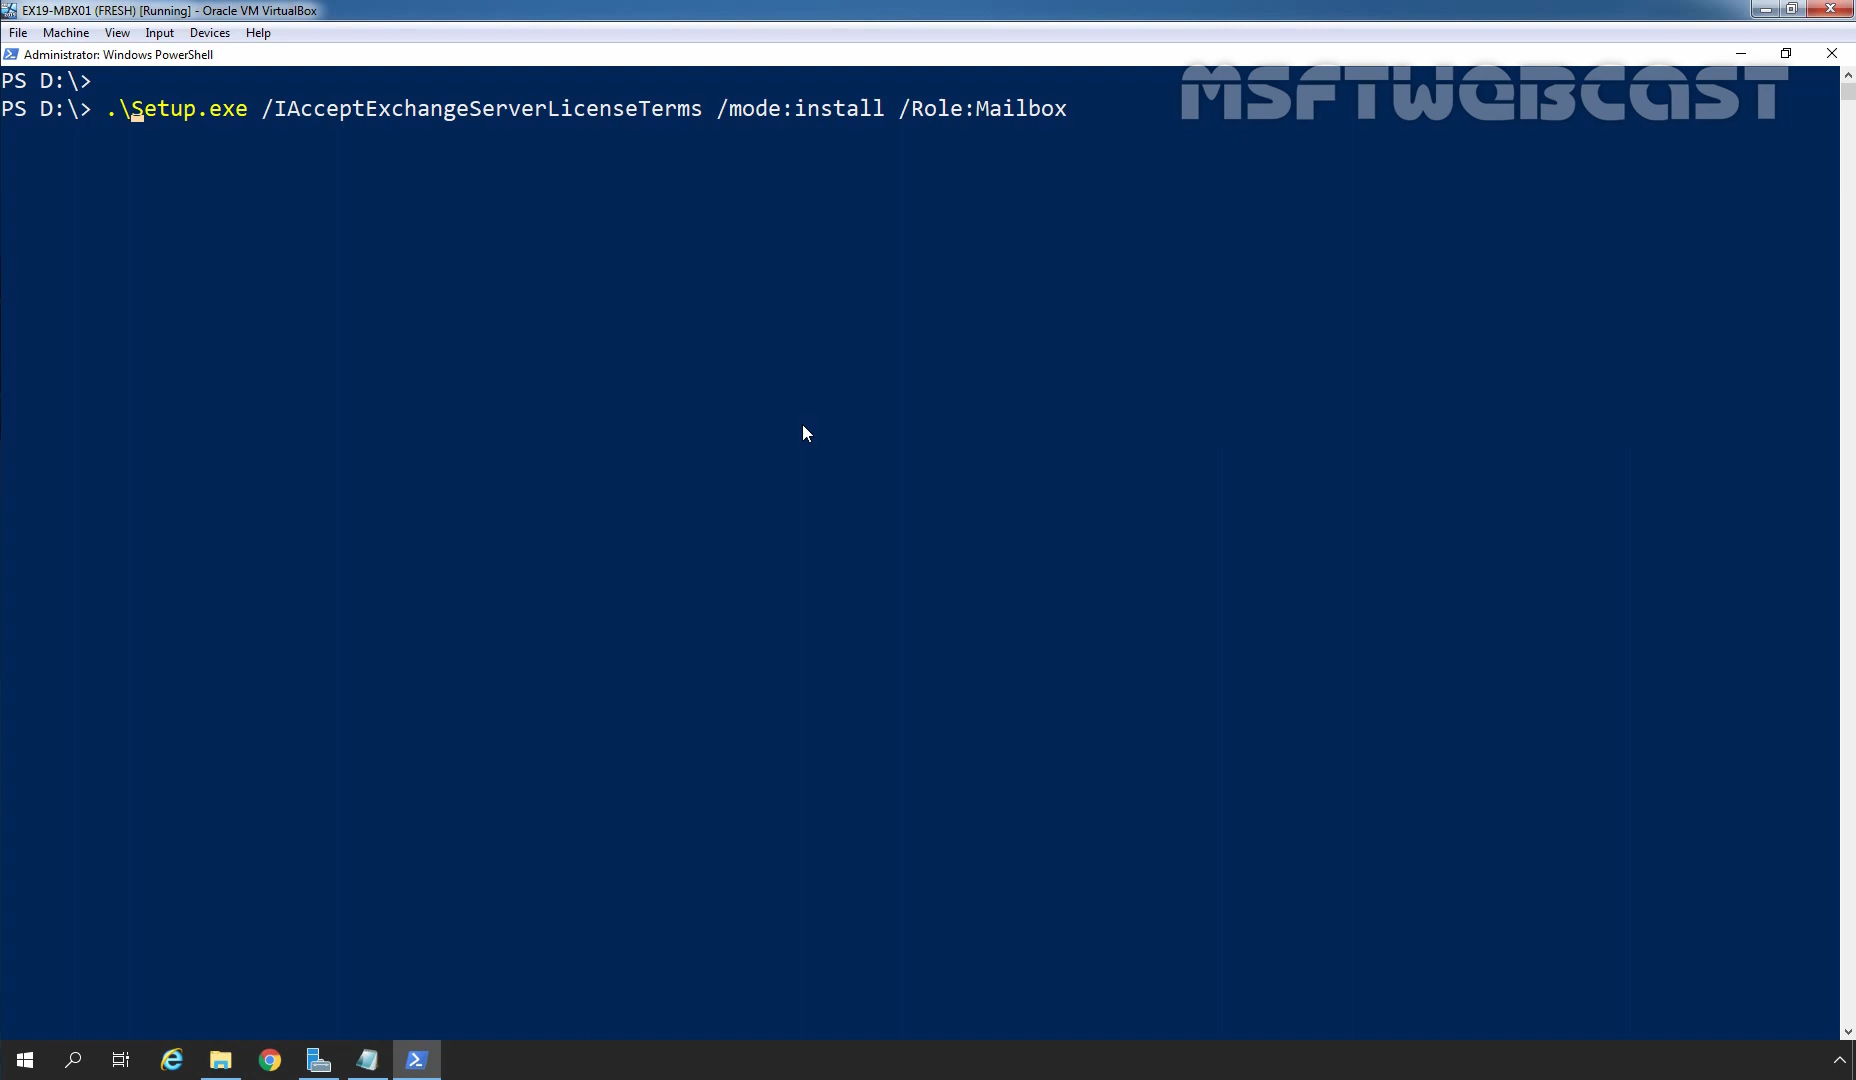 EX19-MBX01 (FRESH) [Running] - Oracle VM VirtualBox
File Machine View Input Devices Help
Administrator: Windows PowerShell
PS D:\>
PS D:\> .\Setup.exe /IAcceptExchangeServerLicenseTerms /mode:install /Role:Mailbox
MSFTWEBCAST